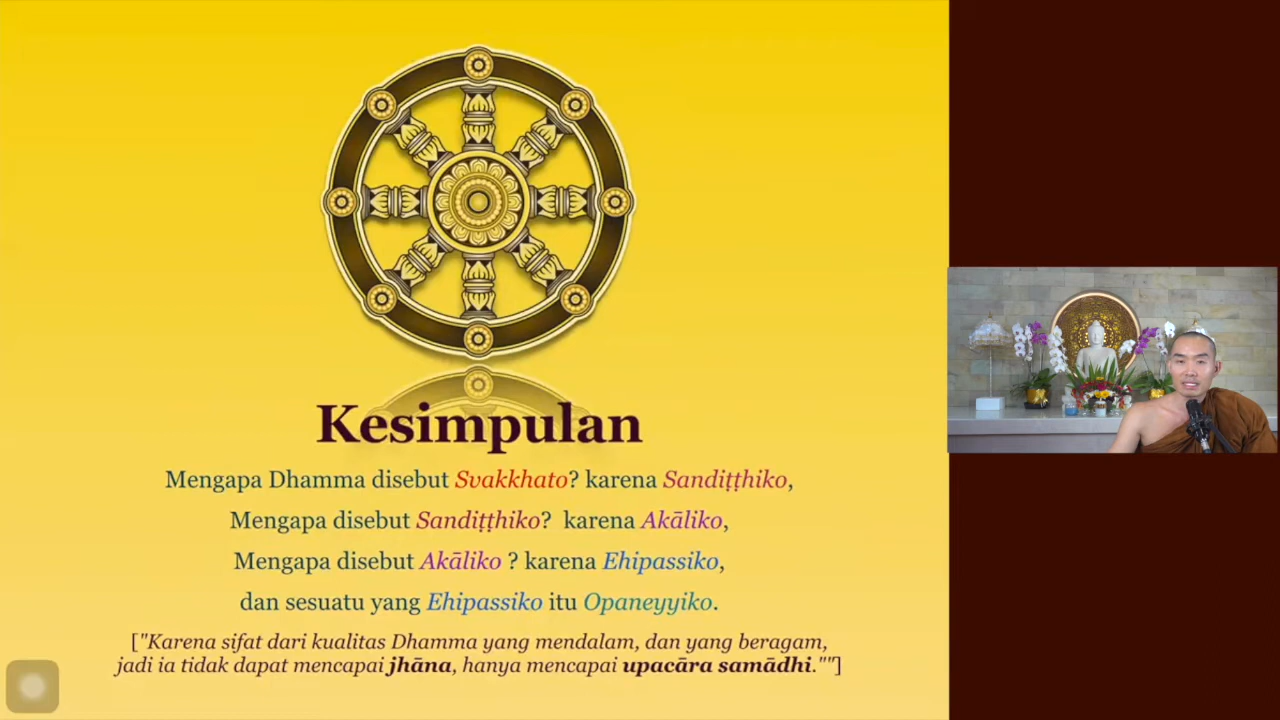 Kesimpulan
Mengapa Dhamma disebut Svakkhato? karena Sandiṭṭhiko,
Mengapa disebut Sandiṭṭhiko?  karena Akāliko,
Mengapa disebut Akāliko ? karena Ehipassiko,
dan sesuatu yang Ehipassiko itu Opaneyyiko.
["Karena sifat dari kualitas Dhamma yang mendalam, dan yang beragam,
jadi ia tidak dapat mencapai jhāna, hanya mencapai upacāra samādhi.""]